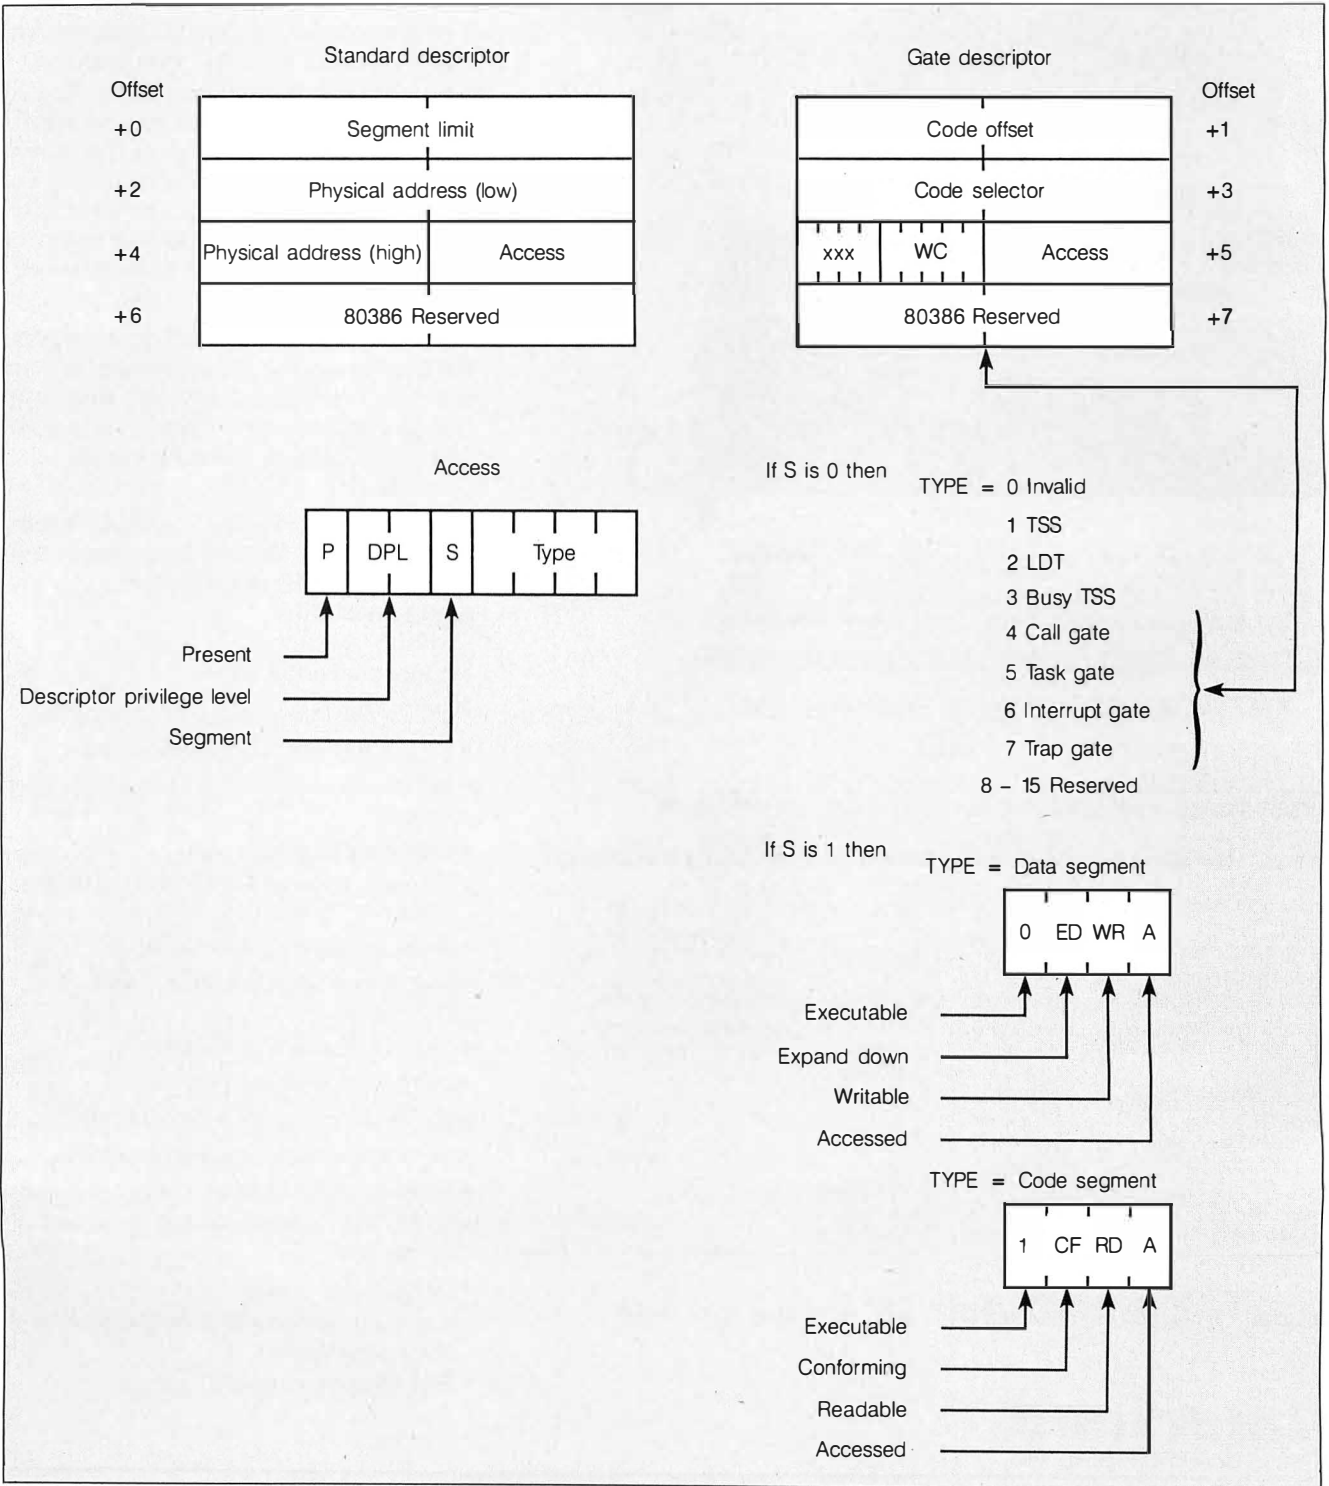 Standard descriptor
Offset
+0 Segment limit
+2 Physical address (low)
+4 Physical address (high) Access
+6 80386 Reserved
Gate descriptor
Offset
Code offset +1
Code selector +3
xxx WC Access +5
80386 Reserved +7
Access
P DPL S Type
Present
Descriptor privilege level
Segment
If S is 0 then
TYPE = 0 Invalid
1 TSS
2 LDT
3 Busy TSS
4 Call gate
5 Task gate
6 Interrupt gate
7 Trap gate
8 – 15 Reserved
If S is 1 then
TYPE = Data segment
0 ED WR A
Executable
Expand down
Writable
Accessed
TYPE = Code segment
1 CF RD A
Executable
Conforming
Readable
Accessed